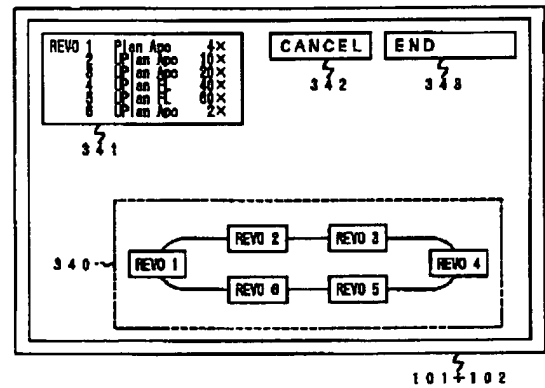 REVO 1 Plan Apo 4×
2 UPlan Apo 10×
3 UPlan Apo 20×
4 UPlan FL 40×
5 UPlan FL 60×
6 UPlan Apo 2×
CANCEL
END
341
342
343
REVO 2
REVO 3
340
REVO 1
REVO 4
REVO 6
REVO 5
101+102